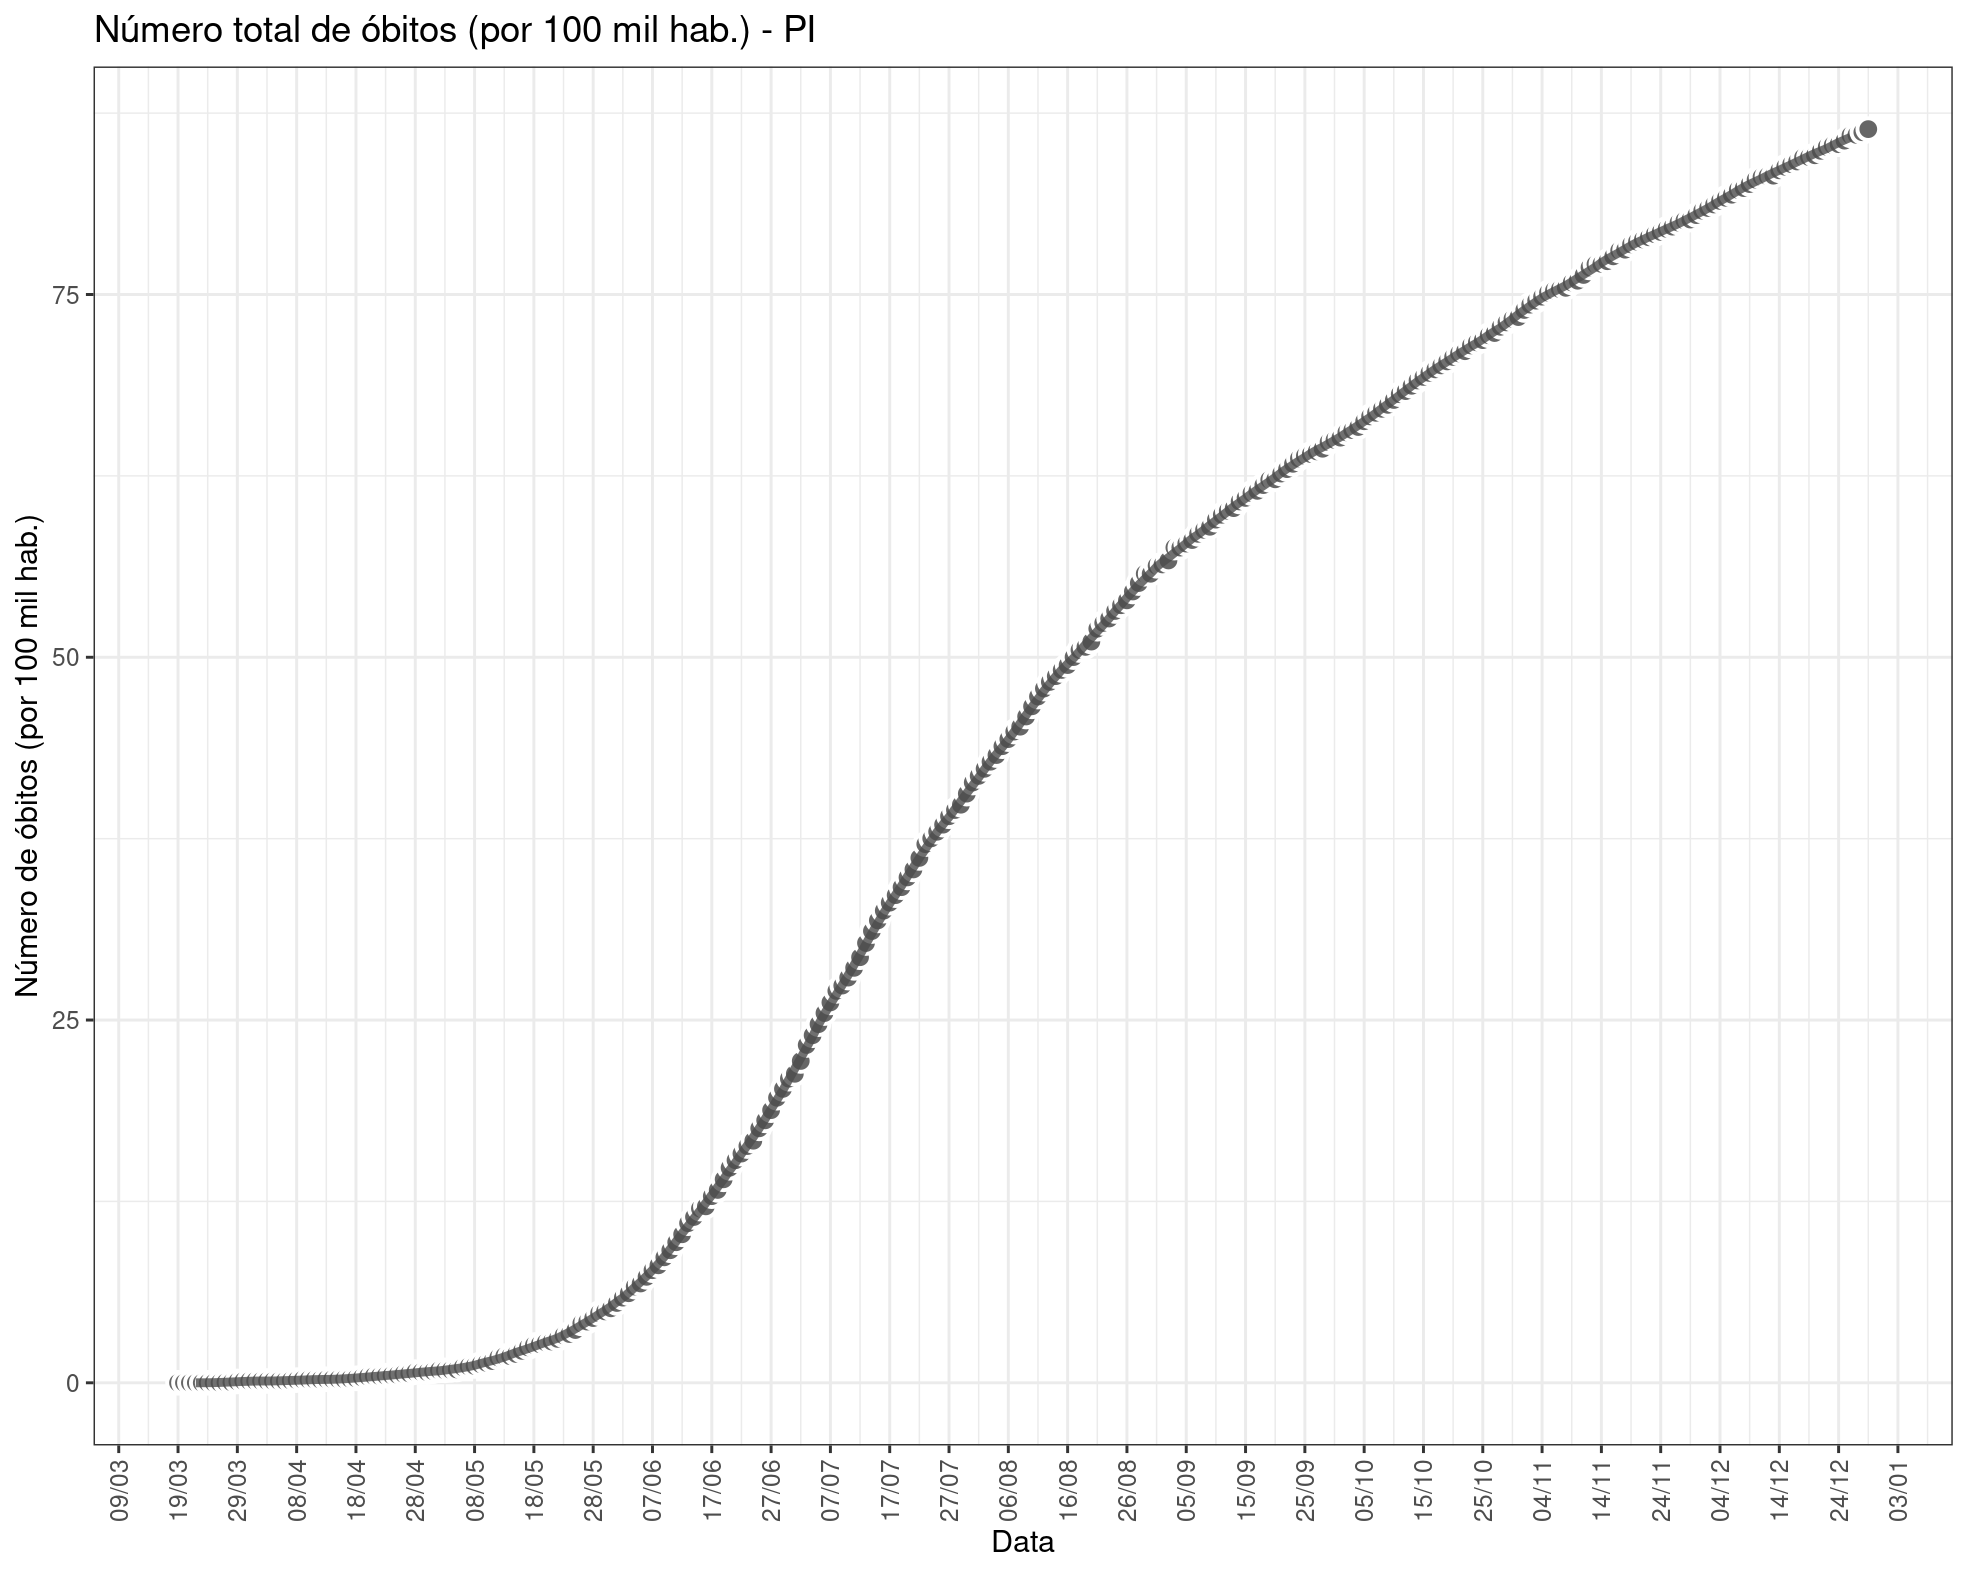 Número total de óbitos (por 100 mil hab.) - PI
Número de óbitos (por 100 mil hab.)
75
50
25
0
09/03 19/03 29/03 08/04 18/04 28/04 08/05 18/05 28/05 07/06 17/06 27/06 07/07 17/07 27/07 06/08 16/08 26/08 05/09 15/09 25/09 05/10 15/10 25/10 04/11 14/11 24/11 04/12 14/12 24/12 03/01
Data